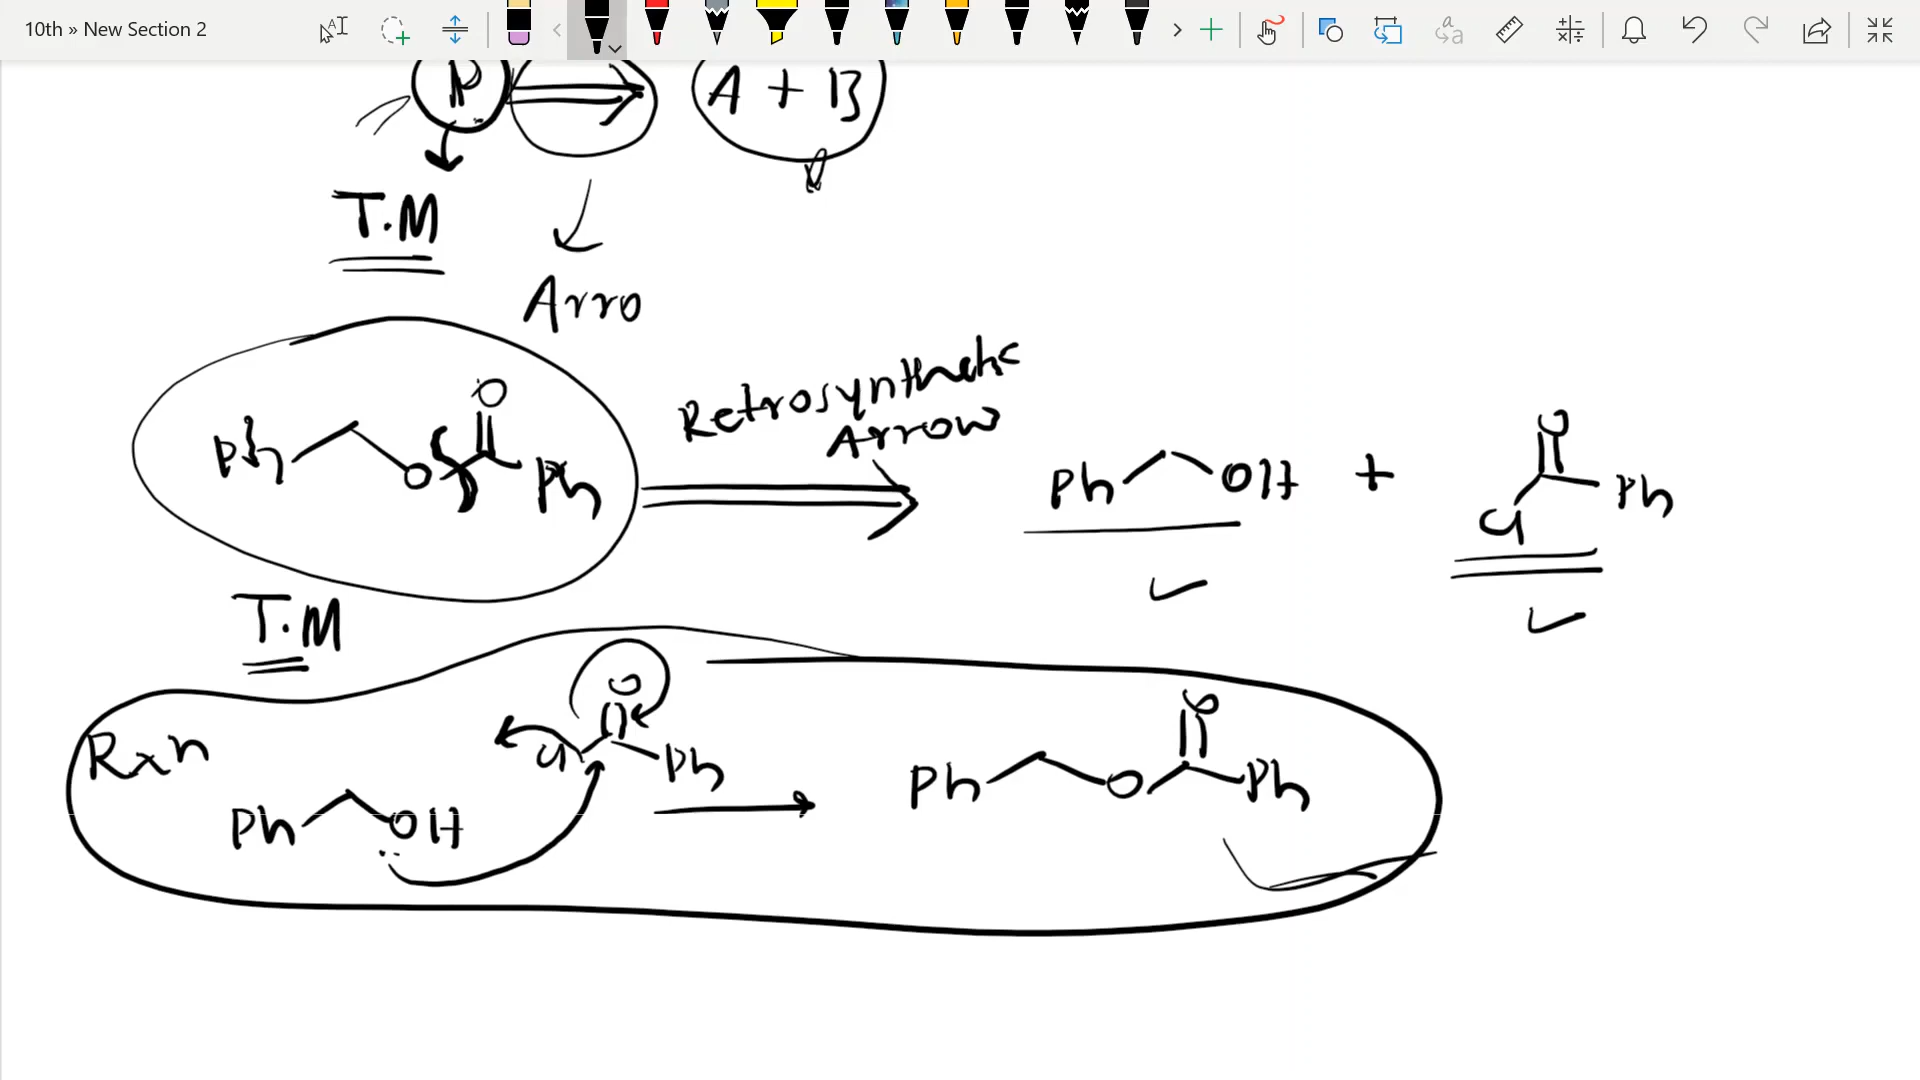 10th » New Section 2
P ⇒ A + B
T.M
Arro
Retrosynthetic
Arrow
O
Ph O Ph
Ph OH + O
Cl Ph
T.M
Rxn
O
Cl Ph
Ph OH
O
Ph O Ph